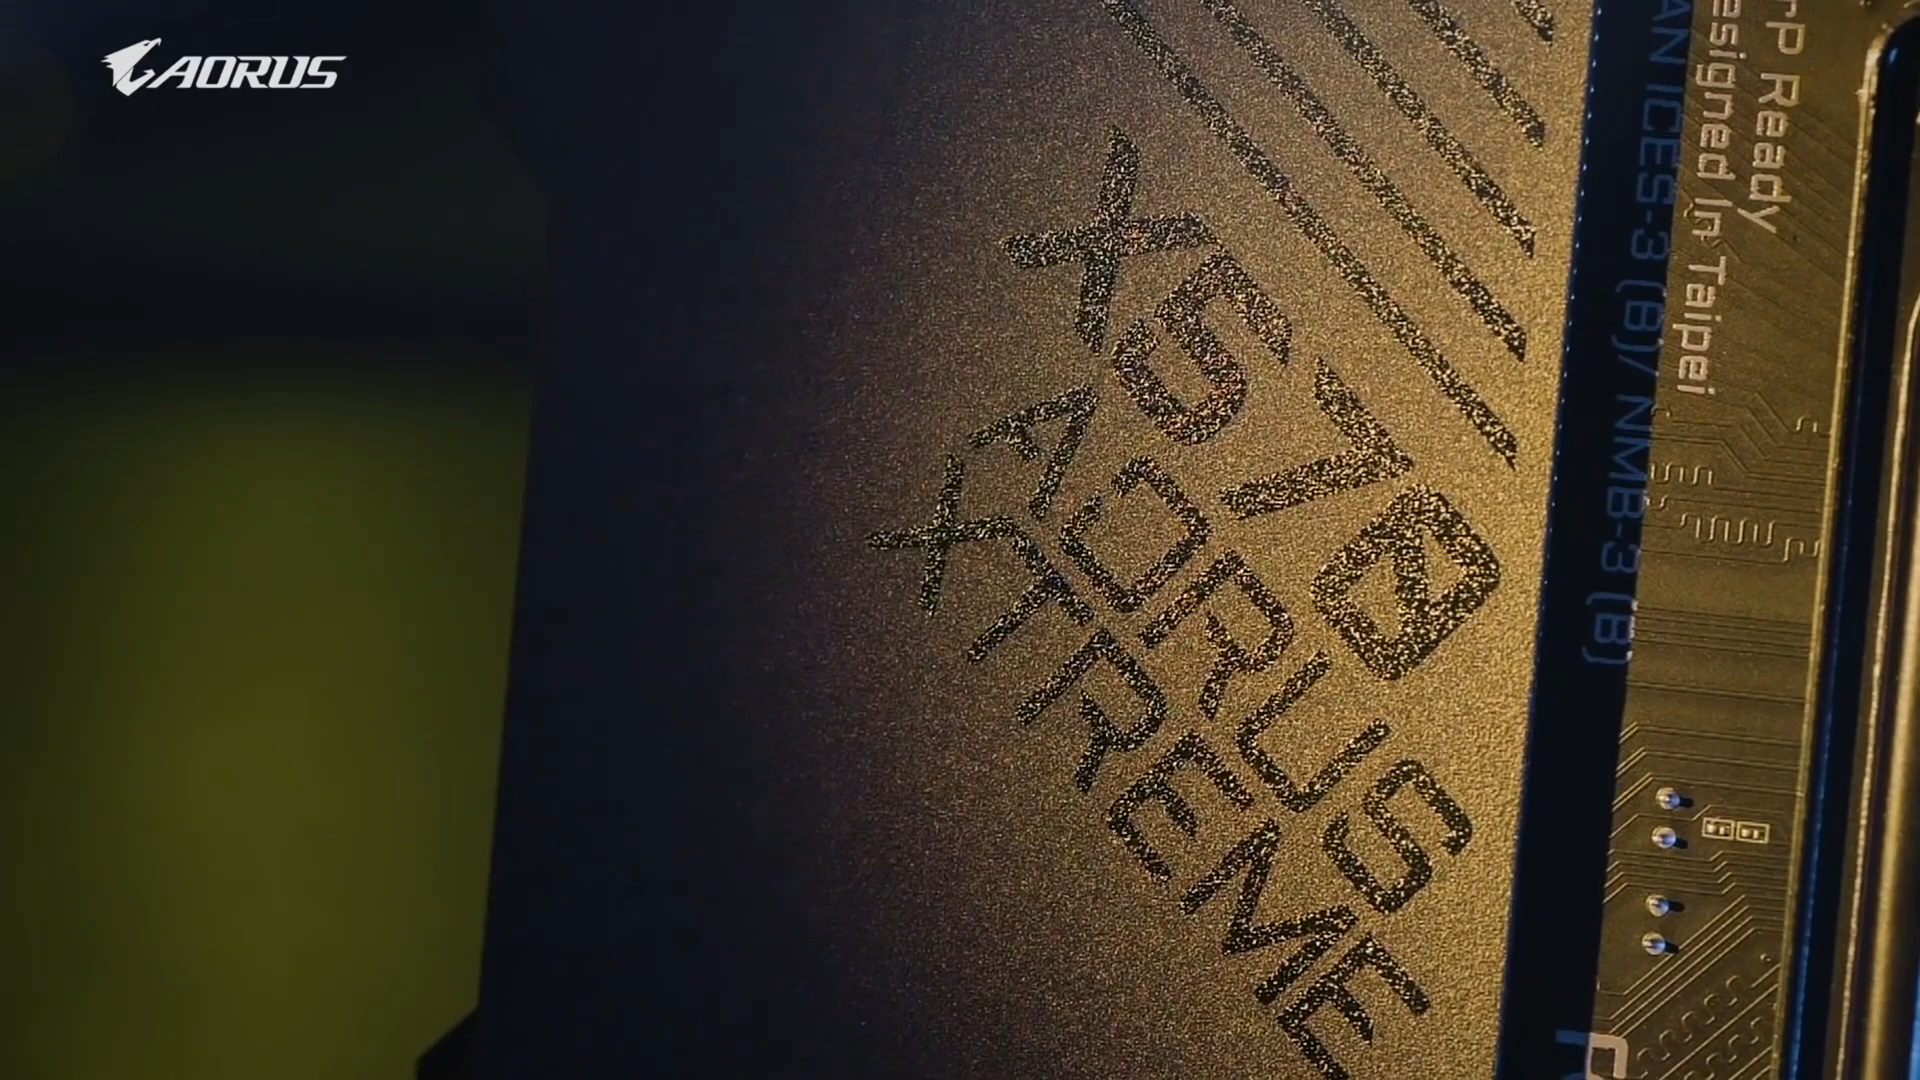 AORUS
X570
AORUS
XTREME
rP Ready
esigned In Taipei
AN ICES-3 (B)/ NMB-3 (B)